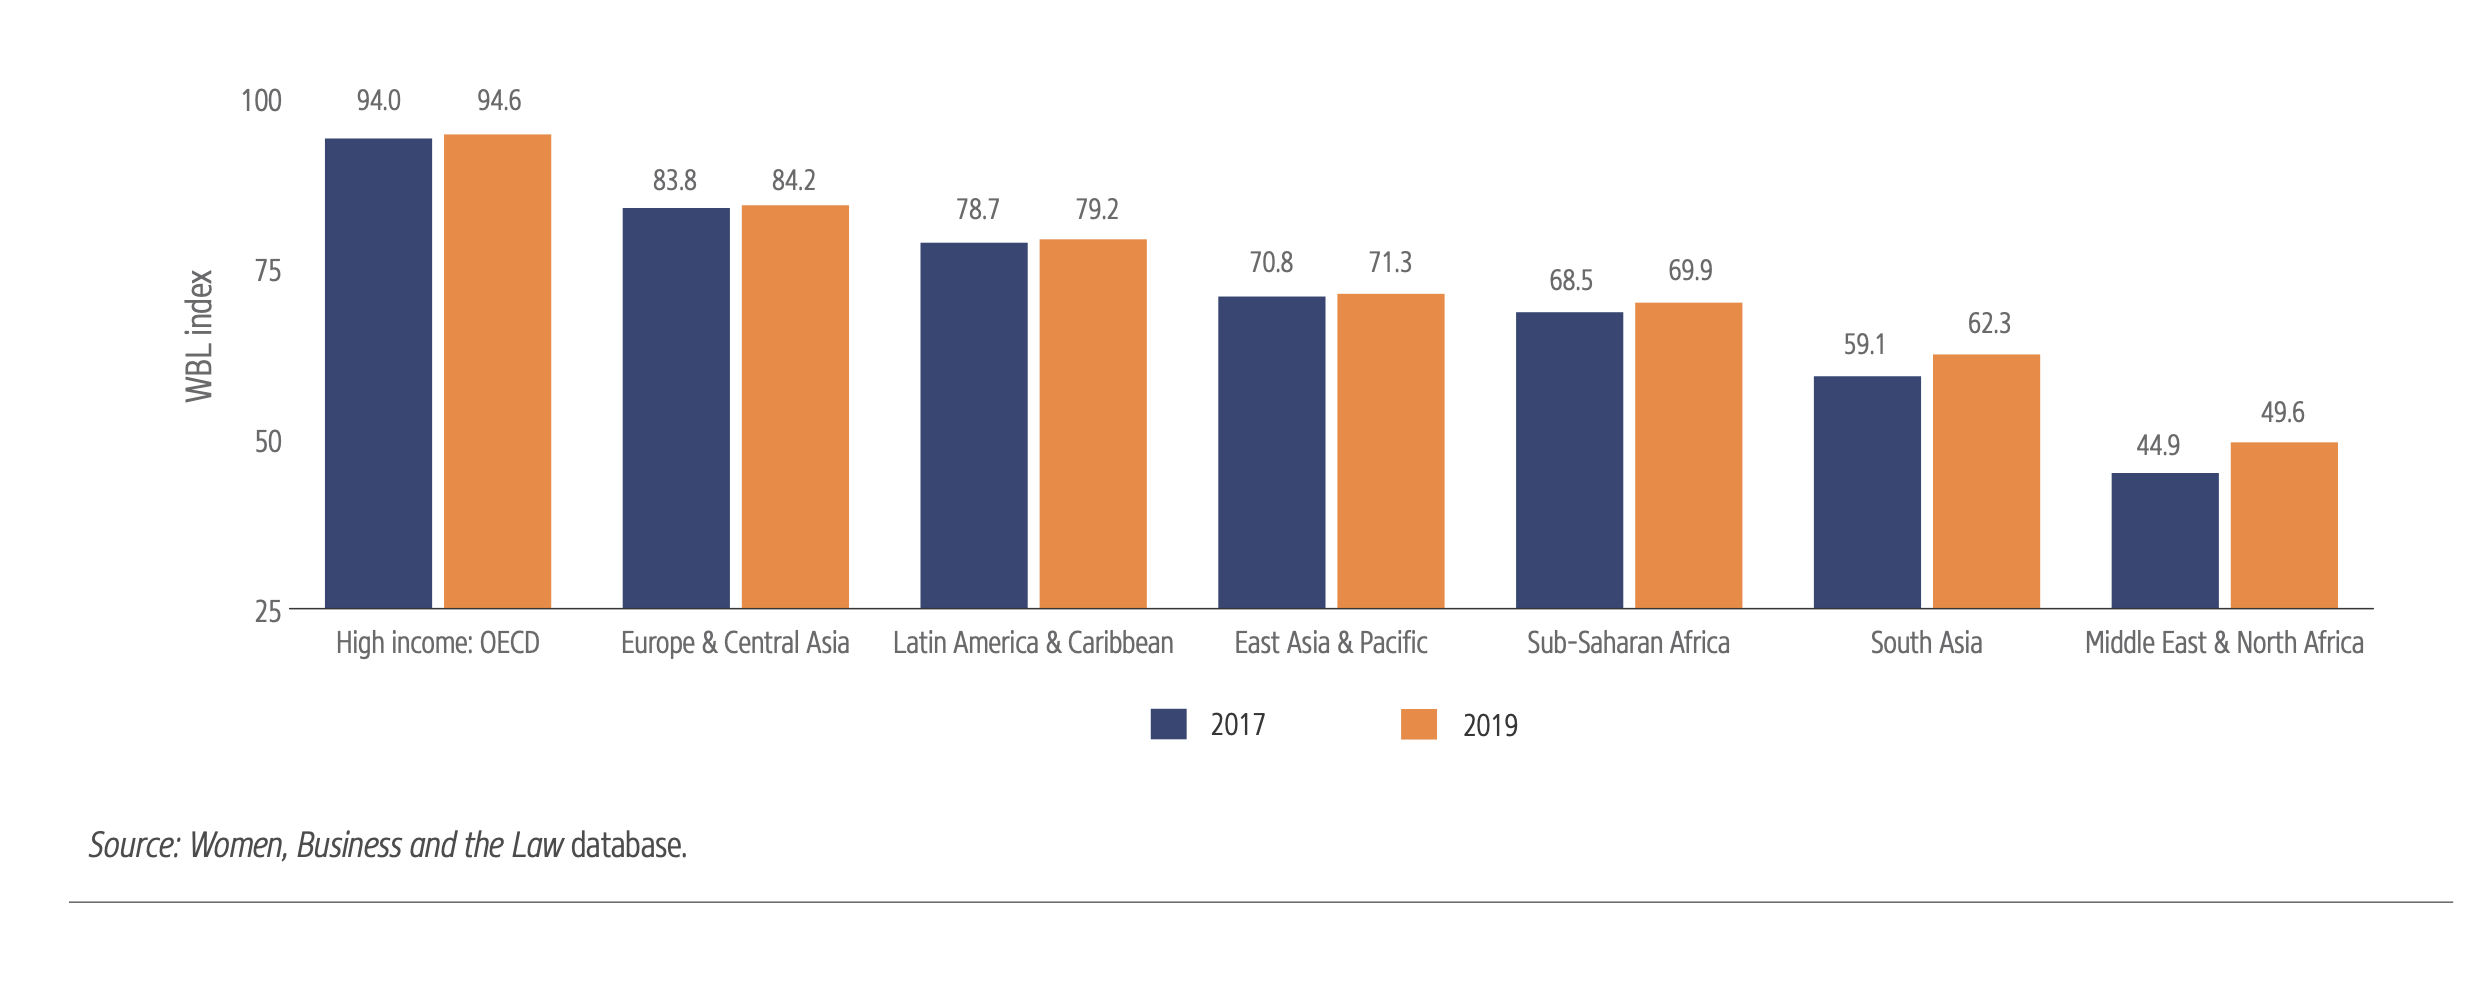 100
94.0
94.6
83.8
84.2
78.7
79.2
75
70.8
71.3
68.5
69.9
59.1
62.3
WBL index
50
44.9
49.6
25
High income: OECD
Europe & Central Asia
Latin America & Caribbean
East Asia & Pacific
Sub-Saharan Africa
South Asia
Middle East & North Africa
2017
2019
Source: Women, Business and the Law database.